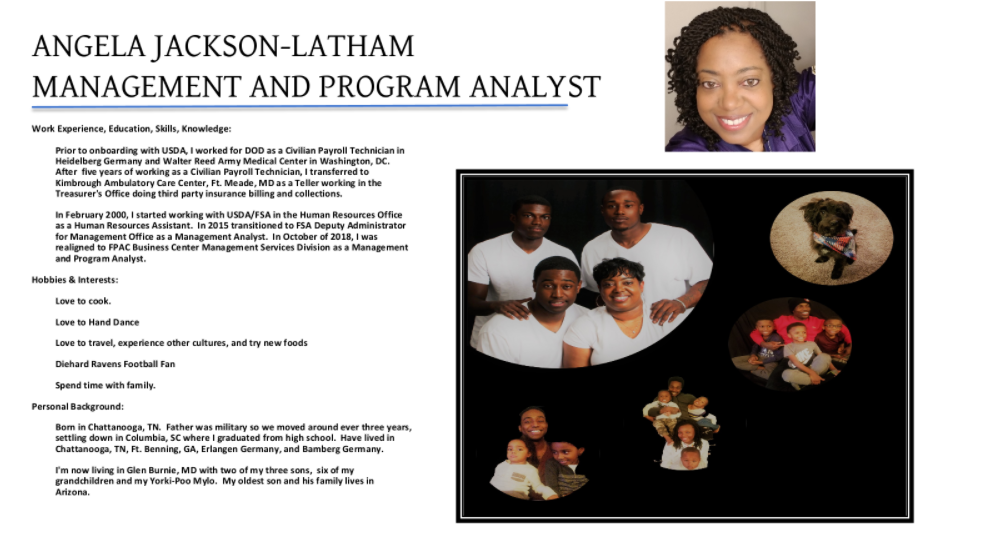 ANGELA JACKSON-LATHAM
MANAGEMENT AND PROGRAM ANALYST
Work Experience, Education, Skills, Knowledge:
Prior to onboarding with USDA, I worked for DOD as a Civilian Payroll Technician in
Heidelberg Germany and Walter Reed Army Medical Center in Washington, DC.
After five years of working as a Civilian Payroll Technician, I transferred to
Kimbrough Ambulatory Care Center, Ft. Meade, MD as a Teller working in the
Treasurer's Office doing third party insurance billing and collections.
In February 2000, I started working with USDA/FSA in the Human Resources Office
as a Human Resources Assistant. In 2015 transitioned to FSA Deputy Administrator
for Management Office as a Management Analyst. In October of 2018, I was
realigned to FPAC Business Center Management Services Division as a Management
and Program Analyst.
Hobbies & Interests:
Love to cook.
Love to Hand Dance
Love to travel, experience other cultures, and try new foods
Diehard Ravens Football Fan
Spend time with family.
Personal Background:
Born in Chattanooga, TN. Father was military so we moved around ever three years,
settling down in Columbia, SC where I graduated from high school. Have lived in
Chattanooga, TN, Ft. Benning, GA, Erlangen Germany, and Bamberg Germany.
I'm now living in Glen Burnie, MD with two of my three sons, six of my
grandchildren and my Yorki-Poo Mylo. My oldest son and his family lives in
Arizona.